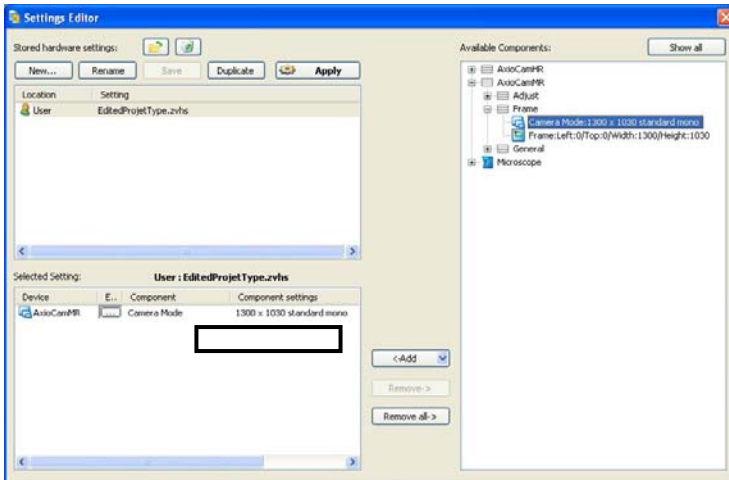 Settings Editor
Stored hardware settings:
New...
Rename
Save
Duplicate
Apply
Location Setting
User EditedProjetType.zvhs
Selected Setting: User : EditedProjetType.zvhs
Device E.. Component Component settings
AxioCamMR Camera Mode 1300 x 1030 standard mono
<-Add
Remove->
Remove all->
Available Components:
Show all
AxioCamHR
AxioCamMR
Adjust
Frame
Camera Mode:1300 x 1030 standard mono
Frame:Left:0/Top:0/Width:1300/Height:1030
General
Microscope